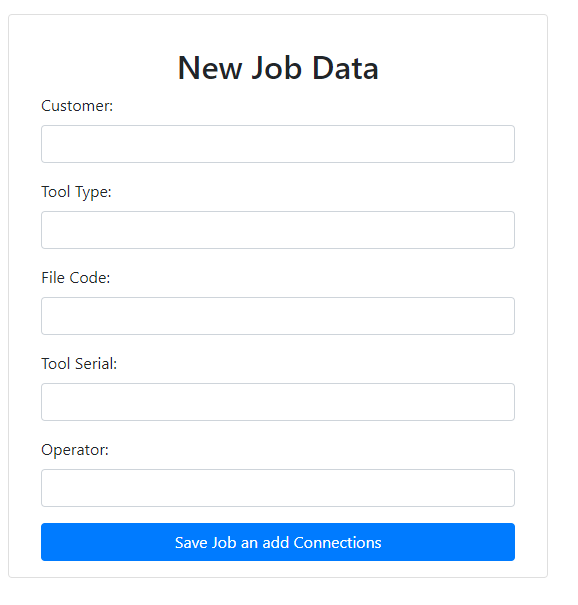 New Job Data
Customer:
Tool Type:
File Code:
Tool Serial:
Operator:
Save Job an add Connections